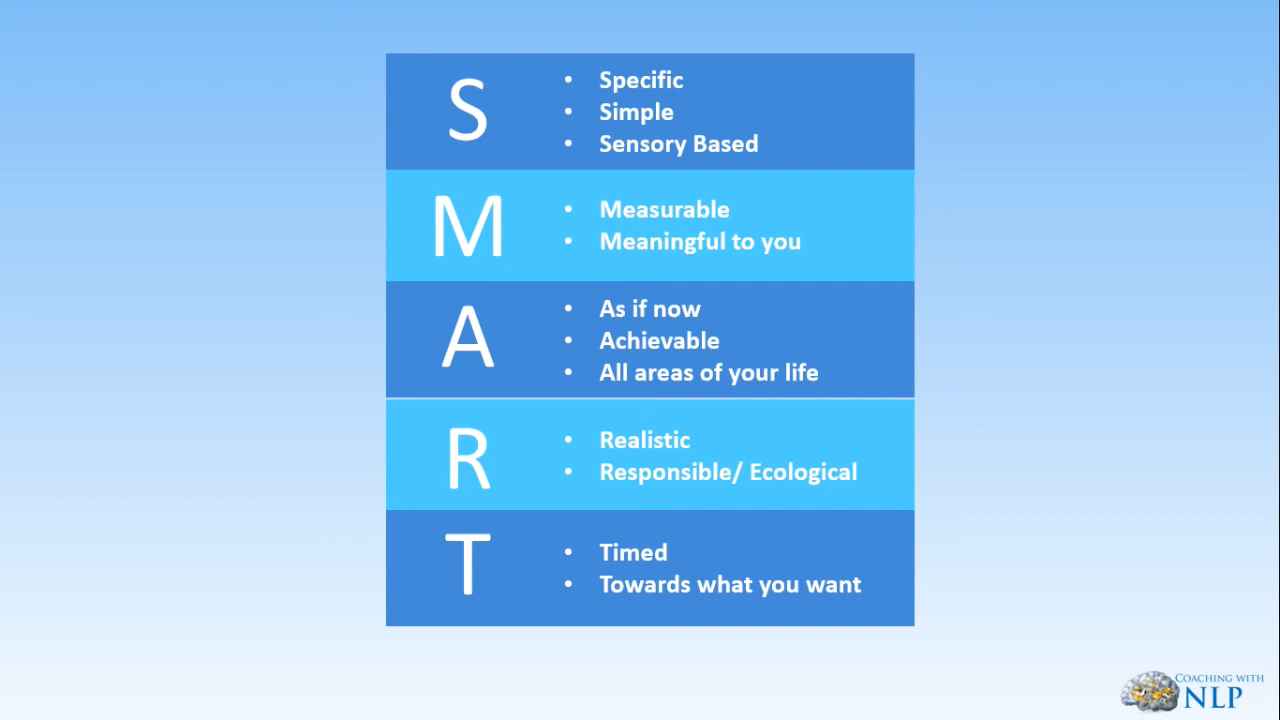 S
• Specific
• Simple
• Sensory Based
M
• Measurable
• Meaningful to you
A
• As if now
• Achievable
• All areas of your life
R
• Realistic
• Responsible/ Ecological
T
• Timed
• Towards what you want
COACHING WITH
NLP